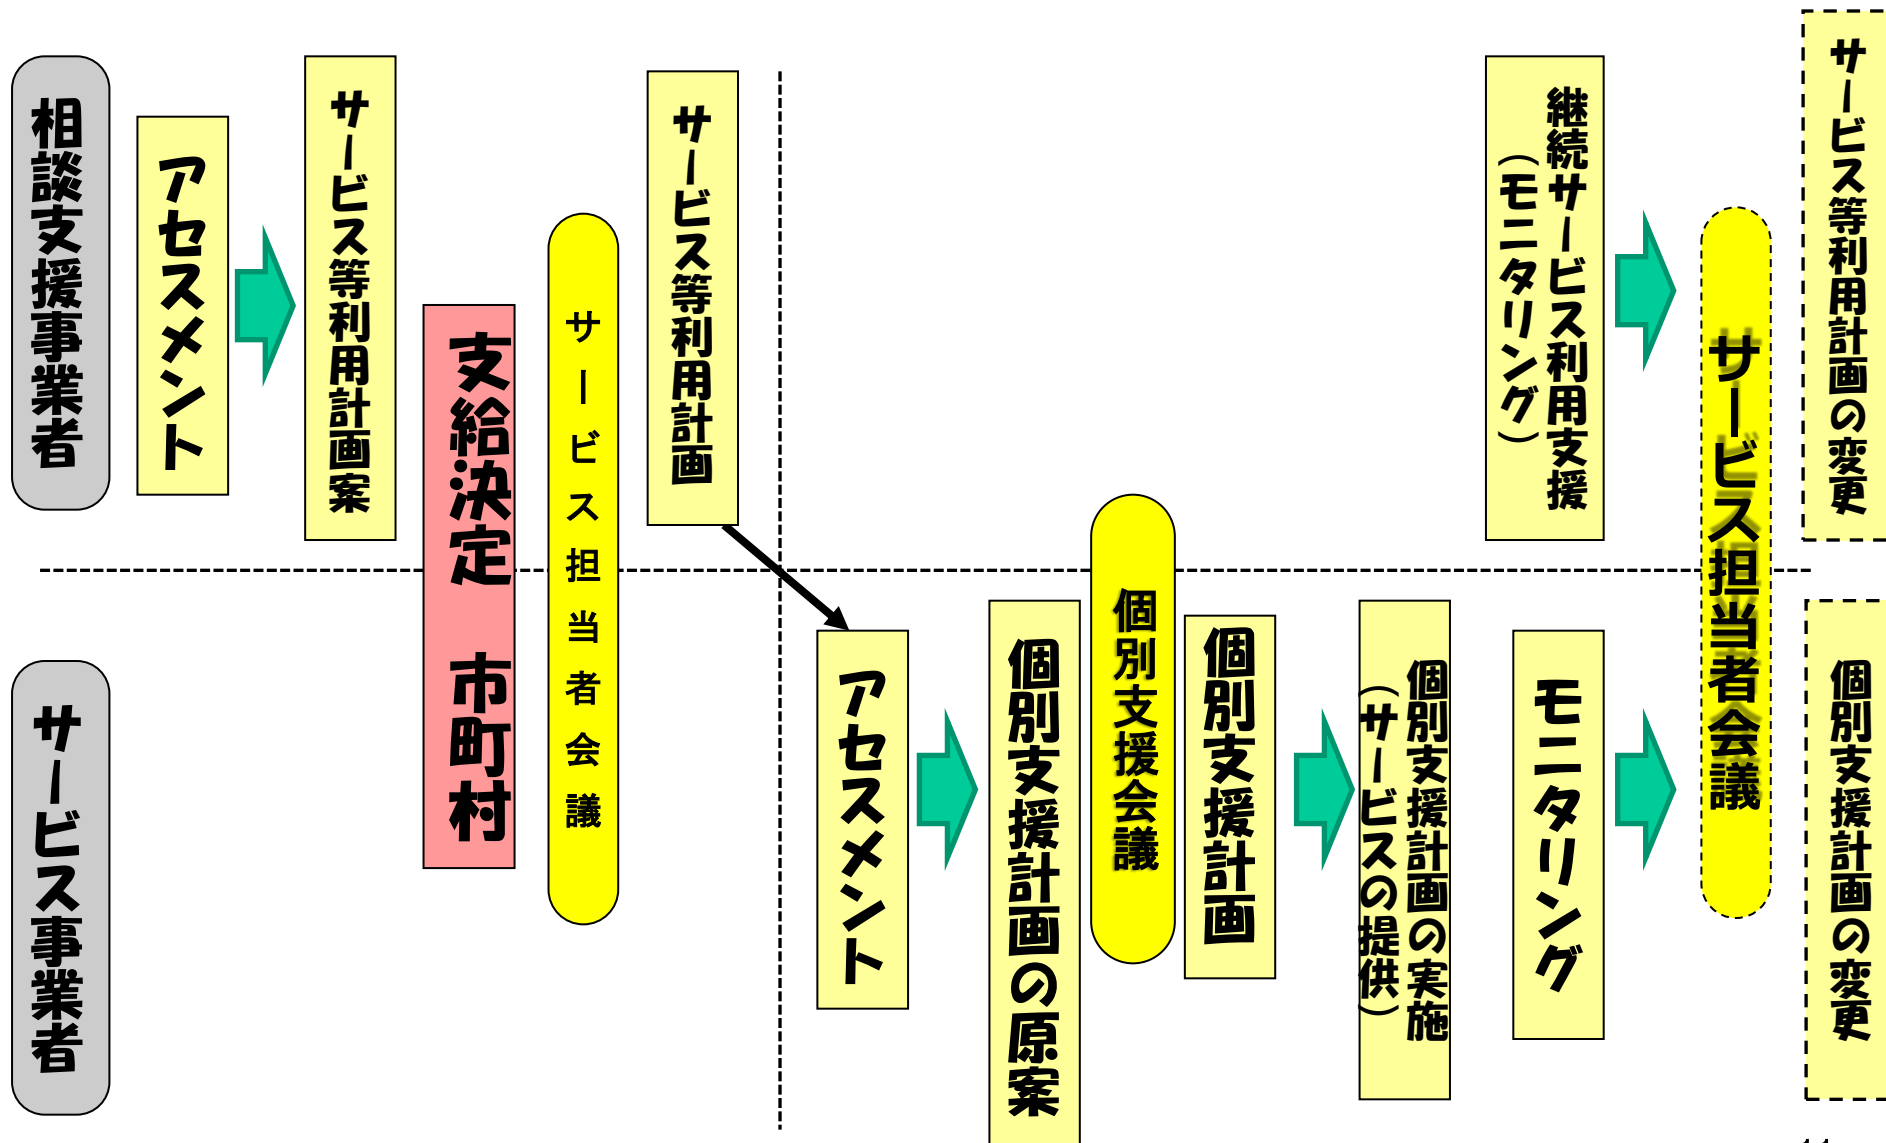 相談支援事業者
アセスメント
サービス等利用計画案
支給決定　市町村
サービス担当者会議
サービス等利用計画
継続サービス利用支援
（モニタリング）
サービス担当者会議
サービス等利用計画の変更
サービス事業者
アセスメント
個別支援計画の原案
個別支援会議
個別支援計画
個別支援計画の実施
（サービスの提供）
モニタリング
個別支援計画の変更